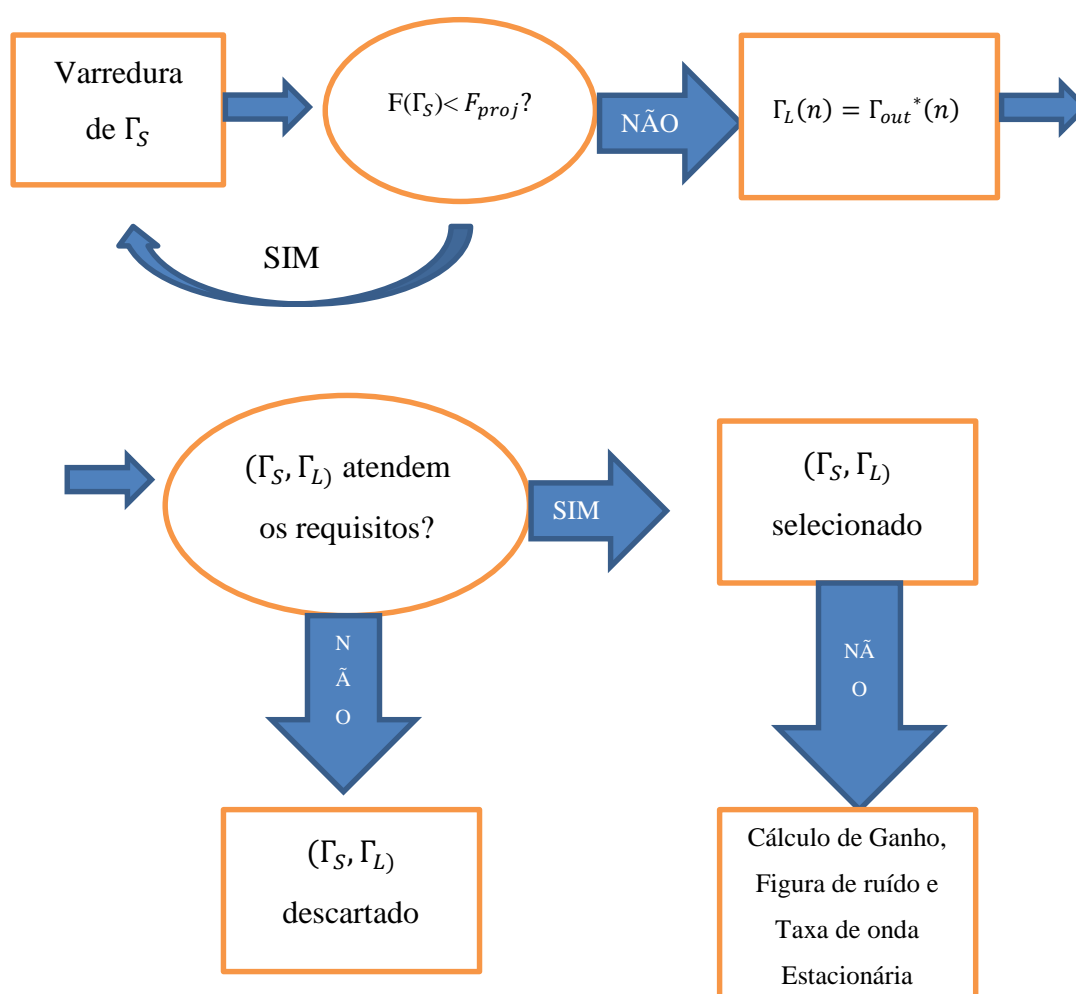 Varredura
de Γ_S
F(Γ_S)< F_proj?
NÃO
Γ_L(n) = Γ_out*(n)
SIM
(Γ_S, Γ_L) atendem
os requisitos?
SIM
(Γ_S, Γ_L)
selecionado
N
Ã
O
NÃ
O
(Γ_S, Γ_L)
descartado
Cálculo de Ganho,
Figura de ruído e
Taxa de onda
Estacionária